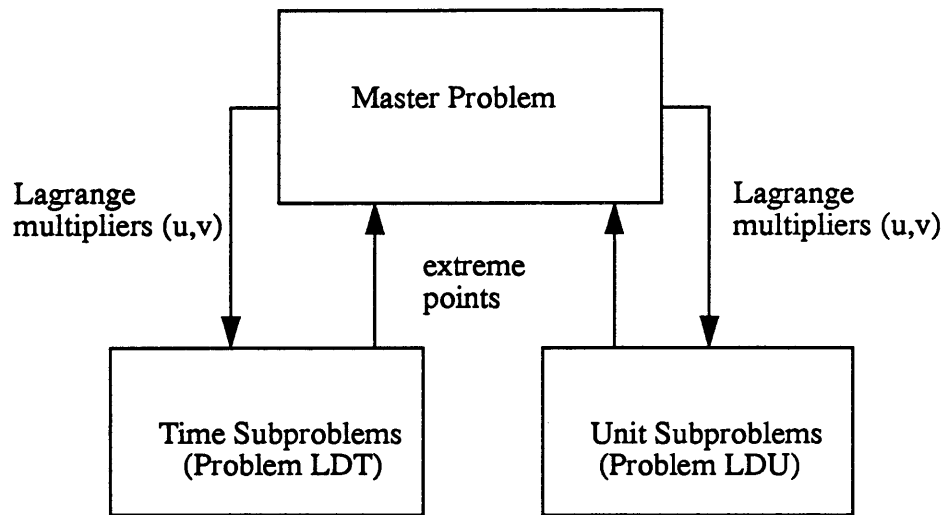 Master Problem
Lagrange
multipliers (u,v)
Lagrange
multipliers (u,v)
extreme
points
Time Subproblems
(Problem LDT)
Unit Subproblems
(Problem LDU)